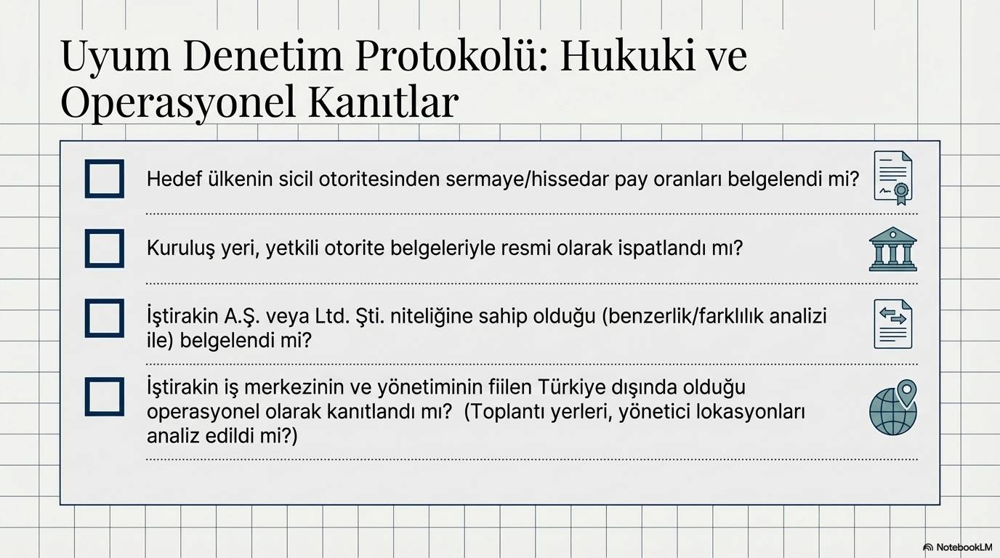 Uyum Denetim Protokolü: Hukuki ve
Operasyonel Kanıtlar
Hedef ülkenin sicil otoritesinden sermaye/hissedar pay oranları belgelendi mi?
Kuruluş yeri, yetkili otorite belgeleriyle resmi olarak ispatlandı mı?
İştirakin A.Ş. veya Ltd. Şti. niteliğine sahip olduğu (benzerlik/farklılık analizi
ile) belgelendi mi?
İştirakin iş merkezinin ve yönetiminin fiilen Türkiye dışında olduğu
operasyonel olarak kanıtlandı mı? (Toplantı yerleri, yönetici lokasyonları
analiz edildi mi?)
NotebookLM